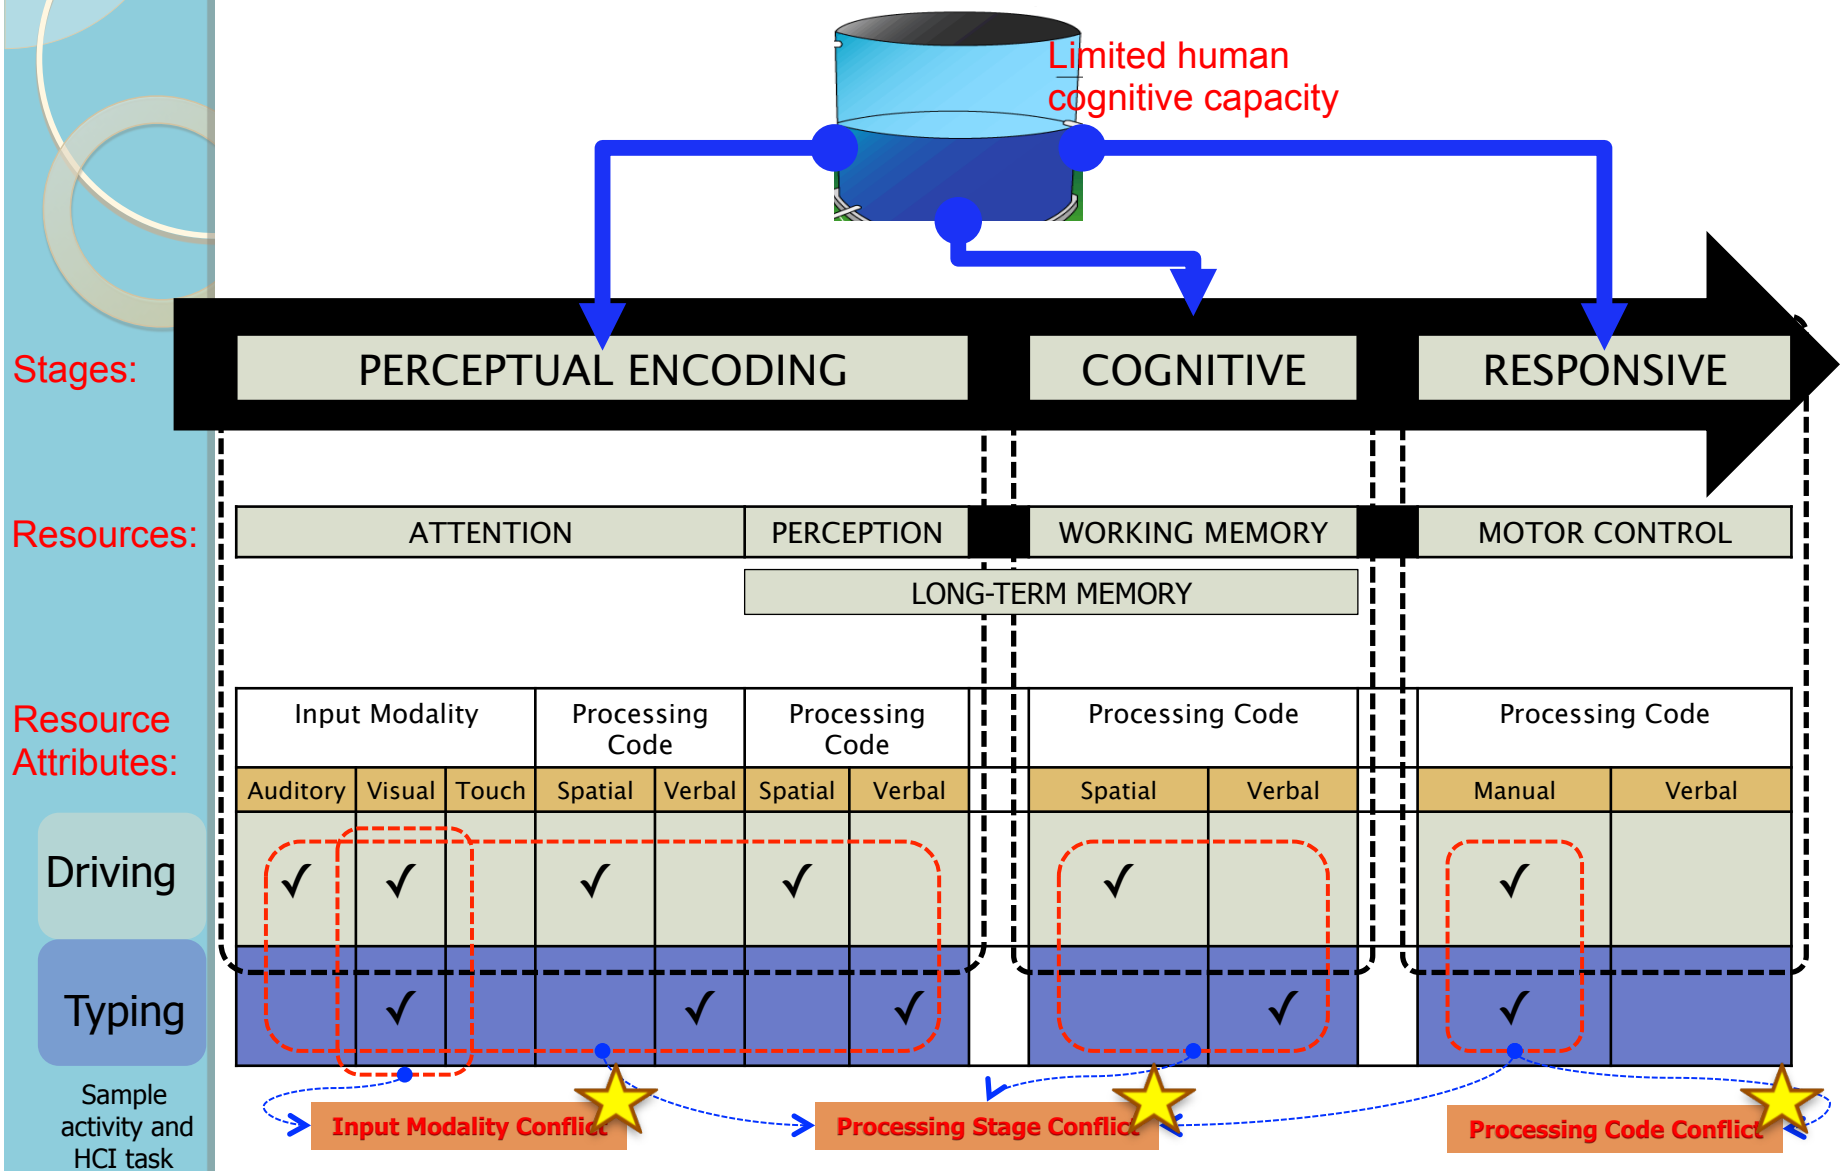 Limited human
cognitive capacity
Stages:
PERCEPTUAL ENCODING
COGNITIVE
RESPONSIVE
Resources:
ATTENTION
PERCEPTION
WORKING MEMORY
MOTOR CONTROL
LONG-TERM MEMORY
Resource
Attributes:
Input Modality
Processing
Code
Processing
Code
Processing Code
Processing Code
Auditory
Visual
Touch
Spatial
Verbal
Spatial
Verbal
Spatial
Verbal
Manual
Verbal
Driving
✓ ✓ ✓ ✓ ✓ ✓
Typing
✓ ✓ ✓ ✓ ✓
Sample
activity and
HCI task
Input Modality Conflict
Processing Stage Conflict
Processing Code Conflict